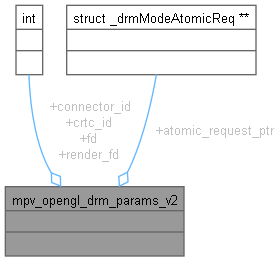 int
struct _drmModeAtomicReq **
+connector_id
+crtc_id
+fd
+render_fd
+atomic_request_ptr
mpv_opengl_drm_params_v2